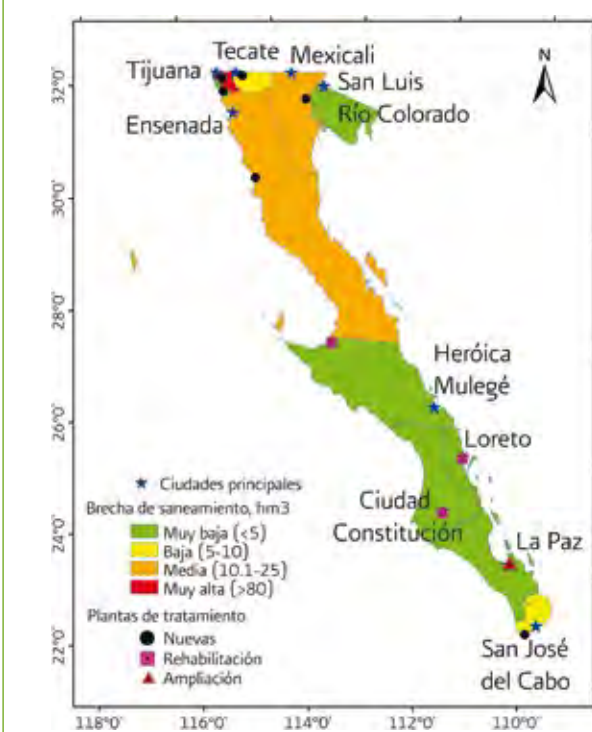 Tecate
Mexicali
Tijuana
San Luis
Río Colorado
Ensenada
N
32°0'
30°0'
28°0'
26°0'
24°0'
22°0'
Heróica
Mulegé
Loreto
Ciudad
Constitución
La Paz
San José
del Cabo
Ciudades principales
Brecha de saneamiento, hm3
Muy baja (<5)
Baja (5-10)
Media (10.1-25)
Muy alta (>80)
Plantas de tratamiento
Nuevas
Rehabilitación
Ampliación
118°0'
116°0'
114°0'
112°0'
110°0'